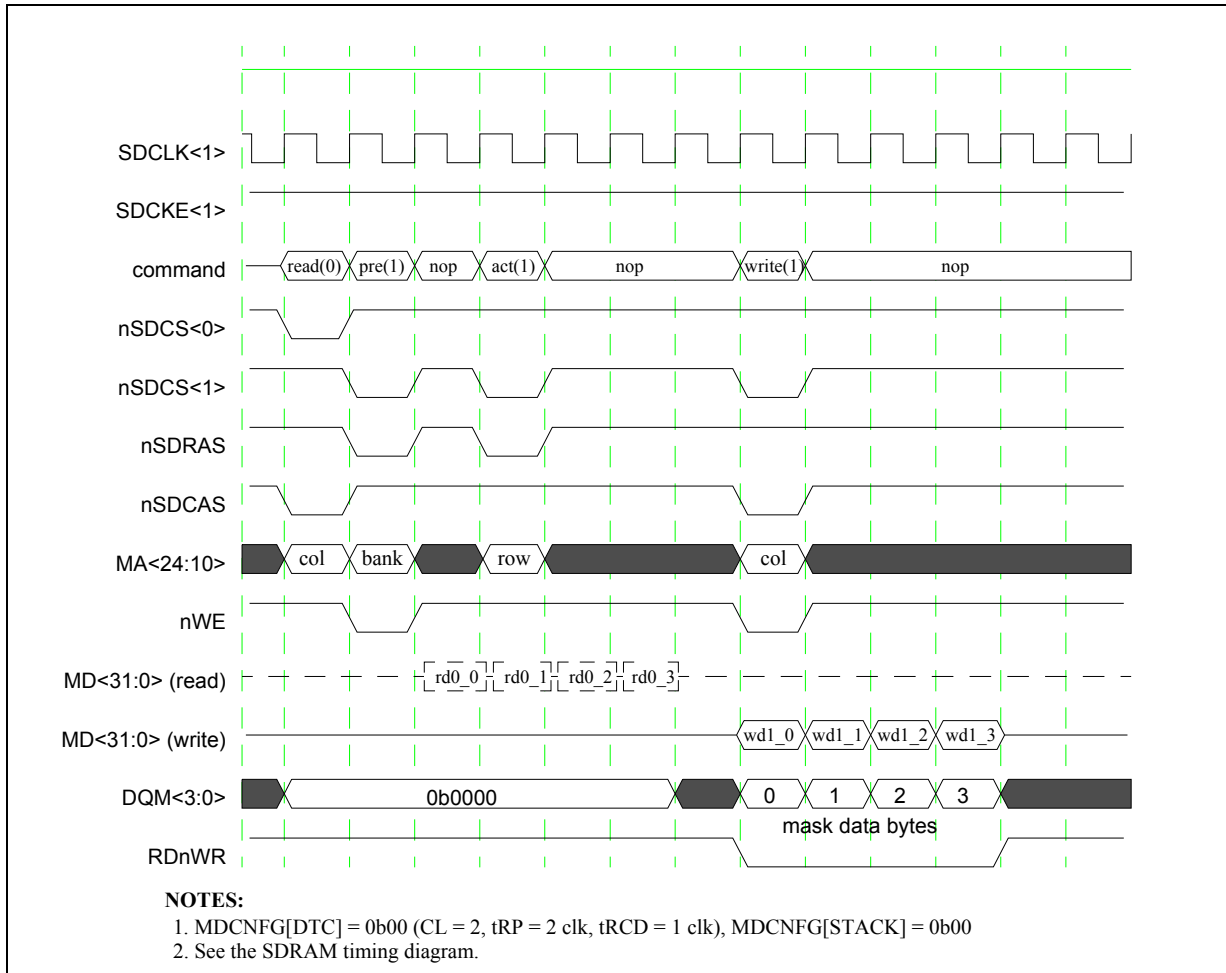 SDCLK<1>
SDCKE<1>
command read(0) pre(1) nop act(1) nop write(1) nop
nSDCS<0>
nSDCS<1>
nSDRAS
nSDCAS
MA<24:10> col bank row col
nWE
MD<31:0> (read) rd0_0 rd0_1 rd0_2 rd0_3
MD<31:0> (write) wd1_0 wd1_1 wd1_2 wd1_3
DQM<3:0> 0b0000 0 1 2 3
mask data bytes
RDnWR
NOTES:
1. MDCNFG[DTC] = 0b00 (CL = 2, tRP = 2 clk, tRCD = 1 clk), MDCNFG[STACK] = 0b00
2. See the SDRAM timing diagram.